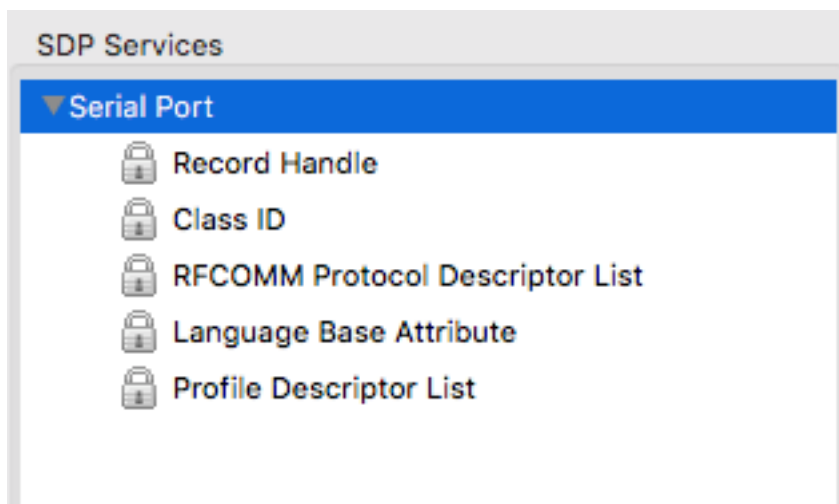 SDP Services
Serial Port
Record Handle
Class ID
RFCOMM Protocol Descriptor List
Language Base Attribute
Profile Descriptor List